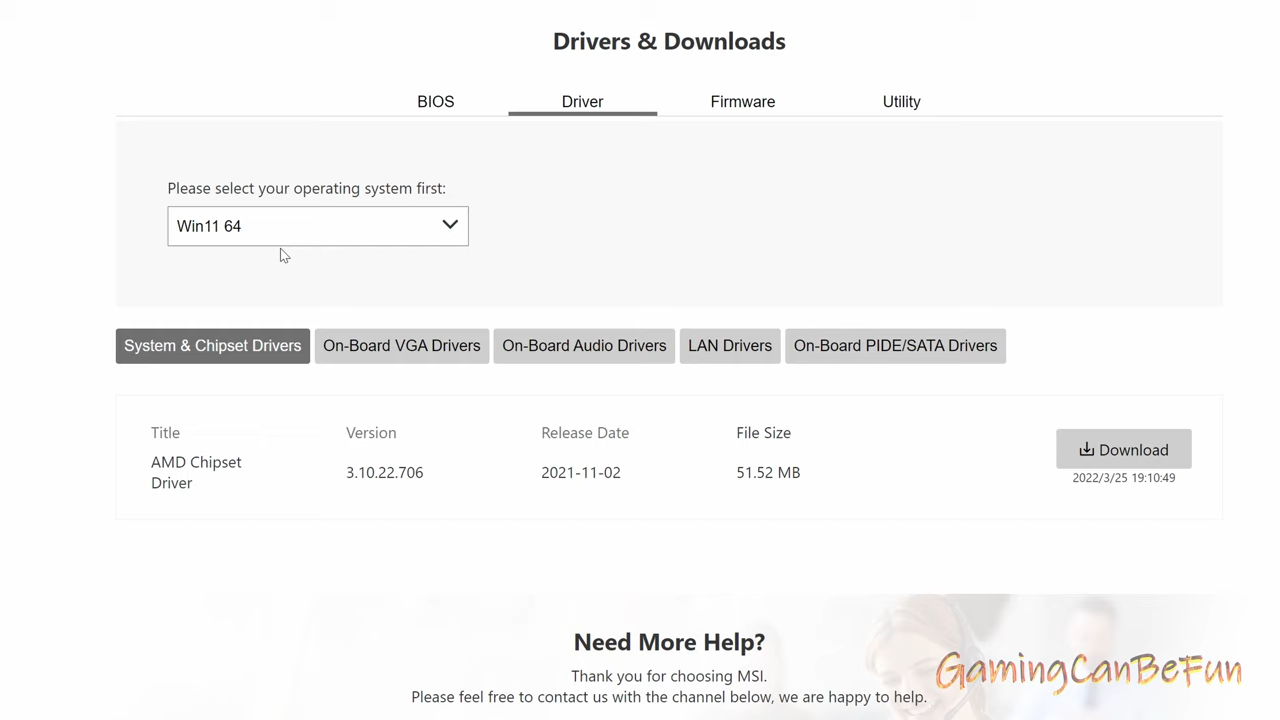 Drivers & Downloads
BIOS
Driver
Firmware
Utility
Please select your operating system first:
Win11 64
System & Chipset Drivers
On-Board VGA Drivers
On-Board Audio Drivers
LAN Drivers
On-Board PIDE/SATA Drivers
Title
Version
Release Date
File Size
AMD Chipset
Driver
3.10.22.706
2021-11-02
51.52 MB
Download
2022/3/25 19:10:49
Need More Help?
Thank you for choosing MSI.
Please feel free to contact us with the channel below, we are happy to help.
GamingCanBeFun